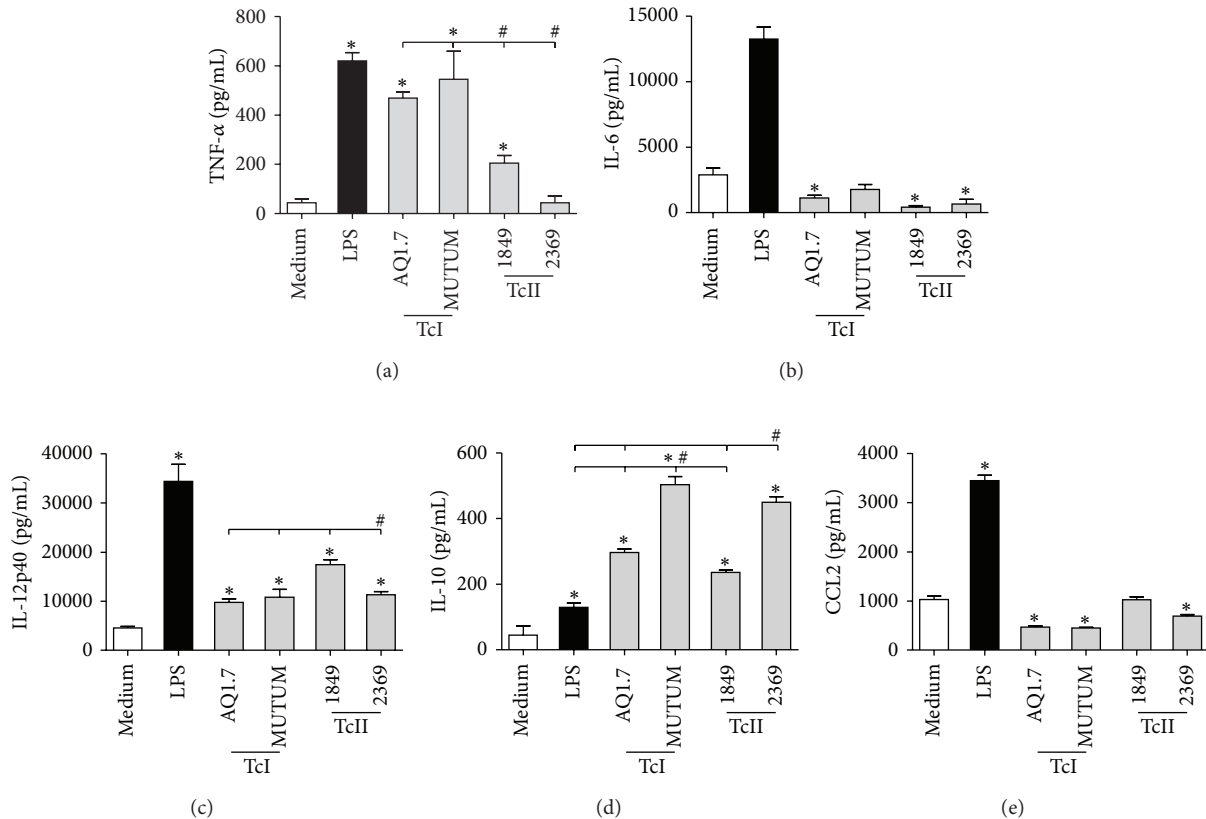 800
600
400
200
0
TNF-α (pg/mL)
*
*
*
*
#
#
Medium
LPS
AQ1.7
MUTUM
1849
2369
TcI
TcII
(a)
15000
10000
5000
0
IL-6 (pg/mL)
*
*
*
Medium
LPS
AQ1.7
MUTUM
1849
2369
TcI
TcII
(b)
40000
30000
20000
10000
0
IL-12p40 (pg/mL)
*
*
*
*
*
#
Medium
LPS
AQ1.7
MUTUM
1849
2369
TcI
TcII
(c)
600
400
200
0
IL-10 (pg/mL)
#
* #
*
*
*
*
Medium
LPS
AQ1.7
MUTUM
1849
2369
TcI
TcII
(d)
4000
3000
2000
1000
0
CCL2 (pg/mL)
*
*
*
*
Medium
LPS
AQ1.7
MUTUM
1849
2369
TcI
TcII
(e)